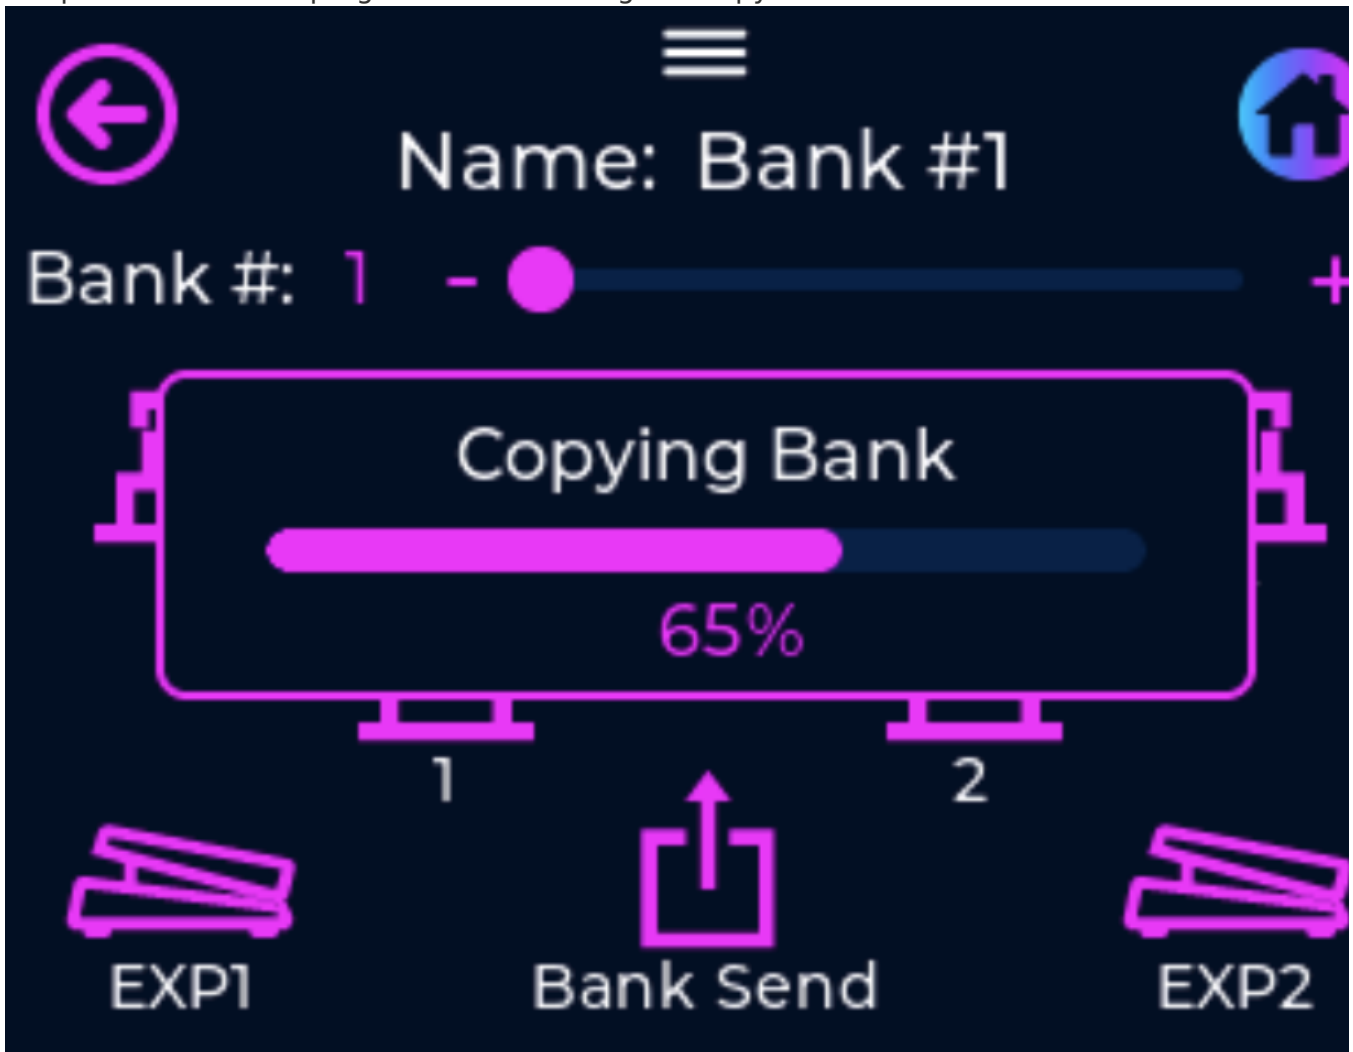 Name: Bank #1
Bank #: 1 - +
Copying Bank
65%
1 2
EXP1 Bank Send EXP2